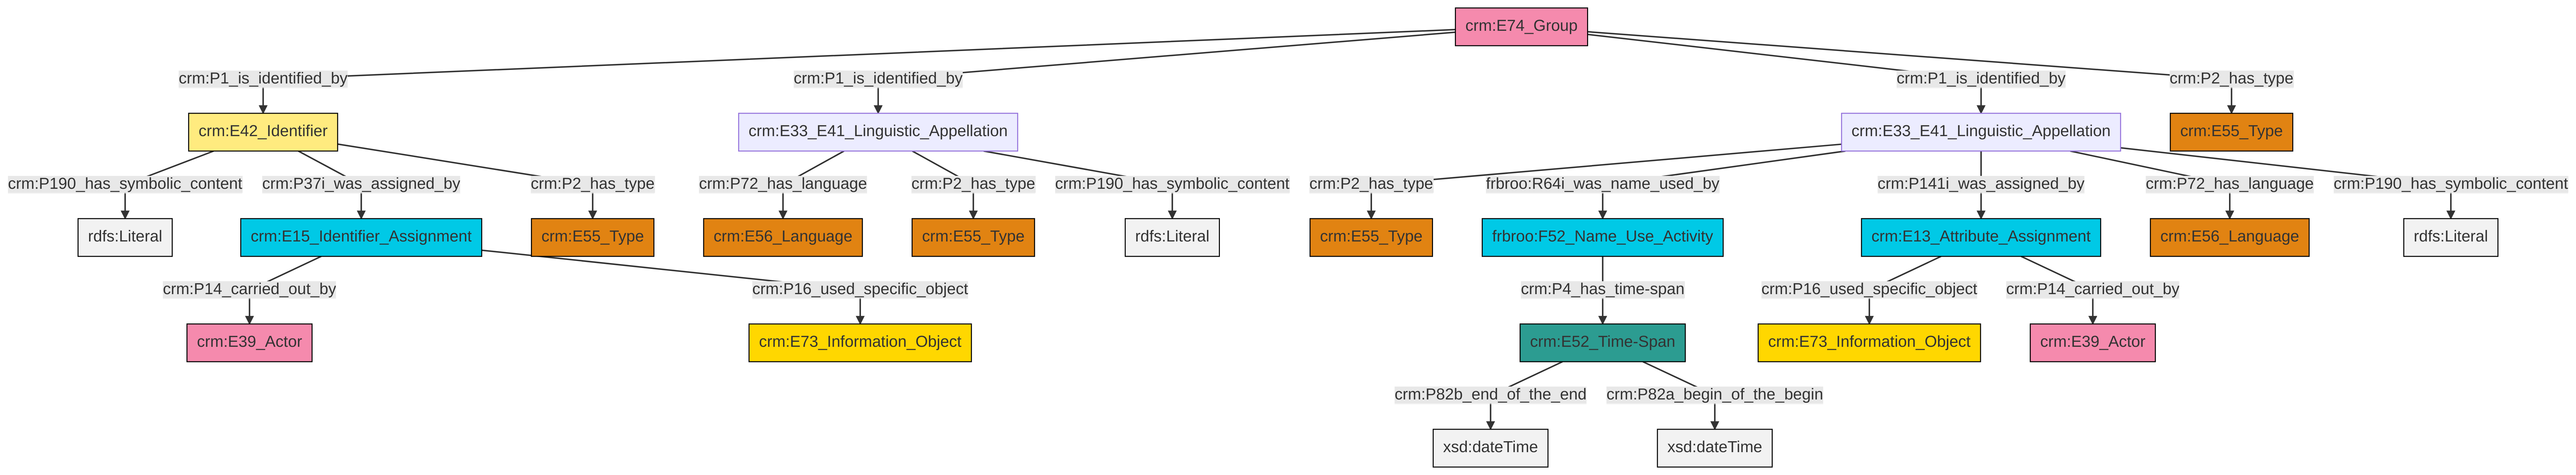 crm:E74_Group
crm:P1_is_identified_by
crm:P1_is_identified_by
crm:P1_is_identified_by
crm:P2_has_type
crm:E42_Identifier
crm:E33_E41_Linguistic_Appellation
crm:E33_E41_Linguistic_Appellation
crm:E55_Type
crm:P190_has_symbolic_content
crm:P37i_was_assigned_by
crm:P2_has_type
crm:P72_has_language
crm:P2_has_type
crm:P190_has_symbolic_content
crm:P2_has_type
frbroo:R64i_was_name_used_by
crm:P141i_was_assigned_by
crm:P72_has_language
crm:P190_has_symbolic_content
rdfs:Literal
crm:E15_Identifier_Assignment
crm:E55_Type
crm:E56_Language
crm:E55_Type
rdfs:Literal
crm:E55_Type
frbroo:F52_Name_Use_Activity
crm:E13_Attribute_Assignment
crm:E56_Language
rdfs:Literal
crm:P14_carried_out_by
crm:P16_used_specific_object
crm:P4_has_time-span
crm:P16_used_specific_object
crm:P14_carried_out_by
crm:E39_Actor
crm:E73_Information_Object
crm:E52_Time-Span
crm:E73_Information_Object
crm:E39_Actor
crm:P82b_end_of_the_end
crm:P82a_begin_of_the_begin
xsd:dateTime
xsd:dateTime